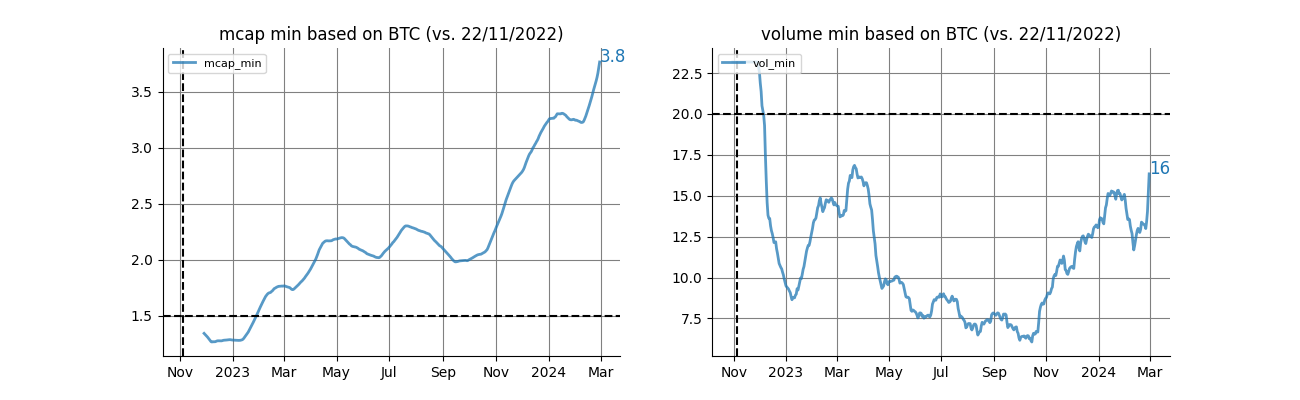 mcap min based on BTC (vs. 22/11/2022)
mcap_min
3.8
3.5
3.0
2.5
2.0
1.5
Nov 2023 Mar May Jul Sep Nov 2024 Mar
volume min based on BTC (vs. 22/11/2022)
vol_min
22.5
20.0
17.5
16
15.0
12.5
10.0
7.5
Nov 2023 Mar May Jul Sep Nov 2024 Mar